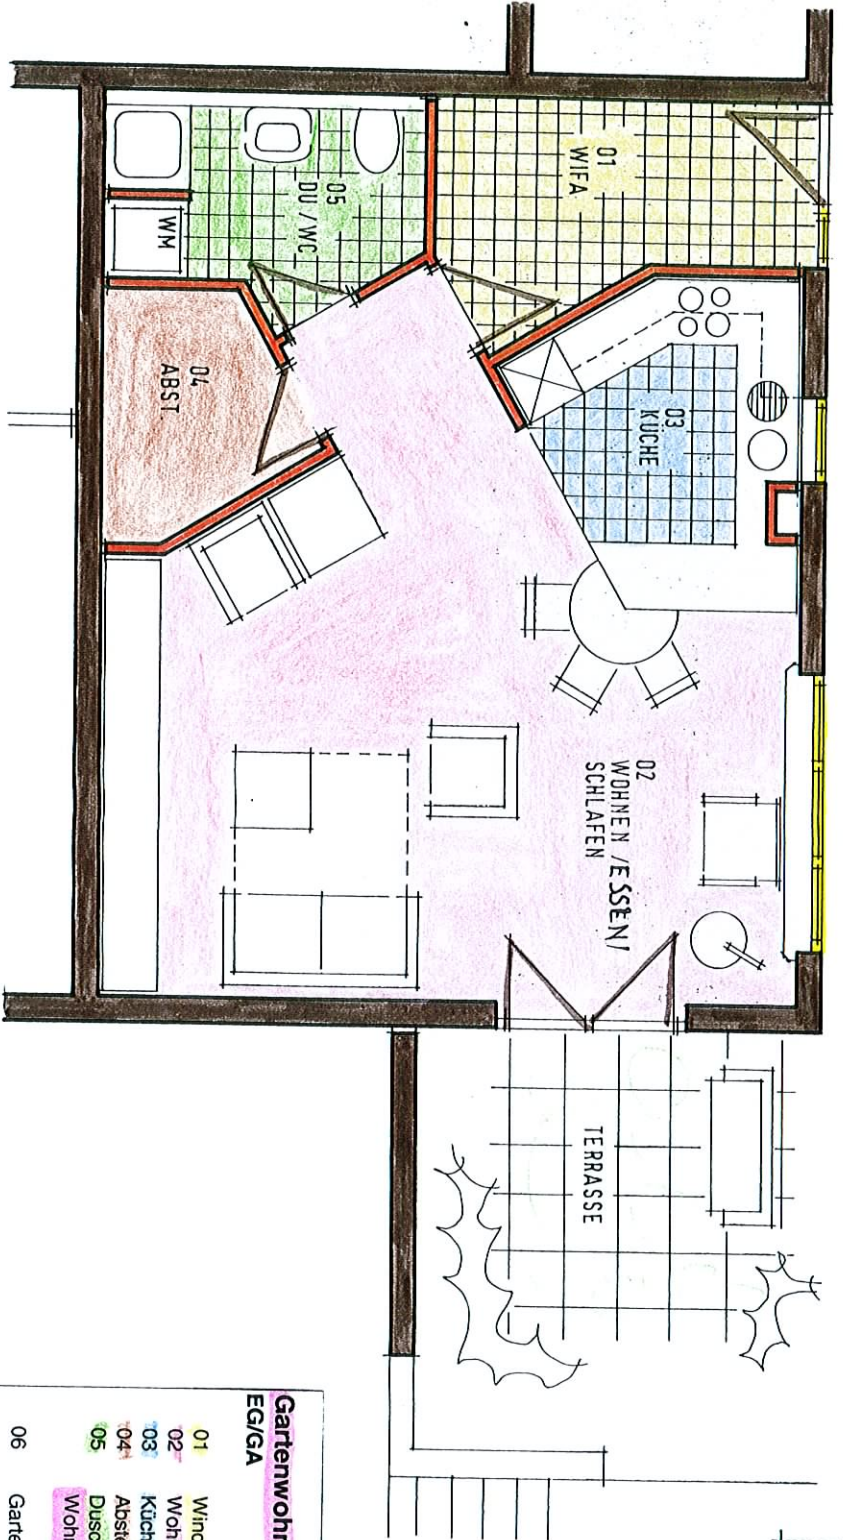 01
WIFA
05
DU / WC
WM
04
ABST.
03
KÜCHE
02
WOHNEN /ESSEN/
SCHLAFEN
TERRASSE
EG/GA
01
02
03
04
05
06